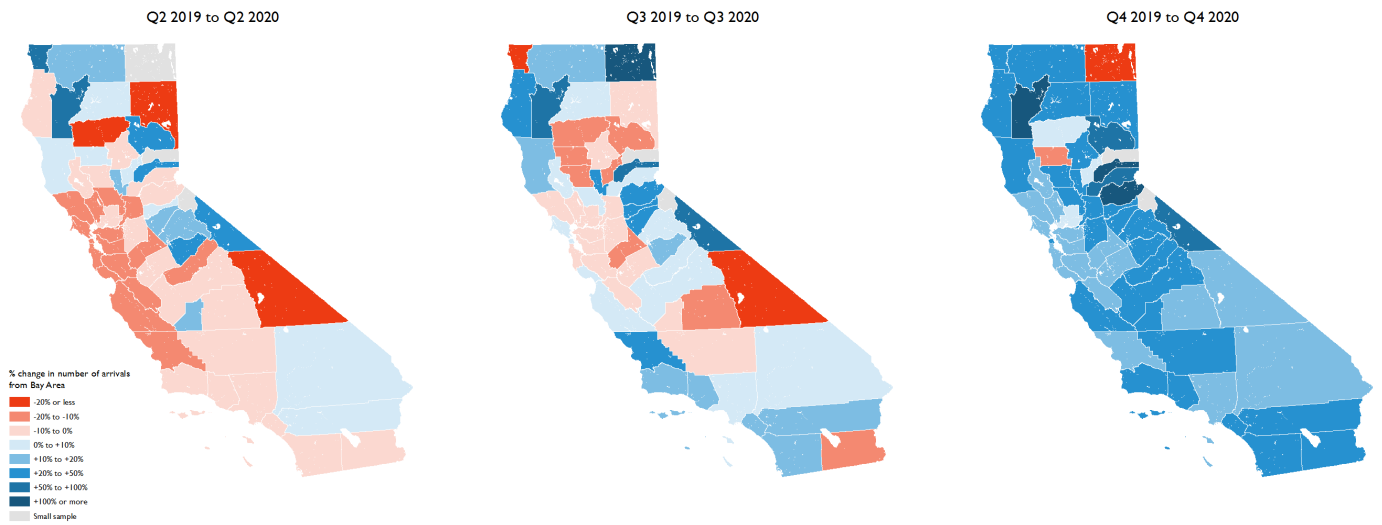 Q2 2019 to Q2 2020
Q3 2019 to Q3 2020
Q4 2019 to Q4 2020
% change in number of arrivals
from Bay Area
-20% or less
-20% to -10%
-10% to 0%
0% to +10%
+10% to +20%
+20% to +50%
+50% to +100%
+100% or more
Small sample